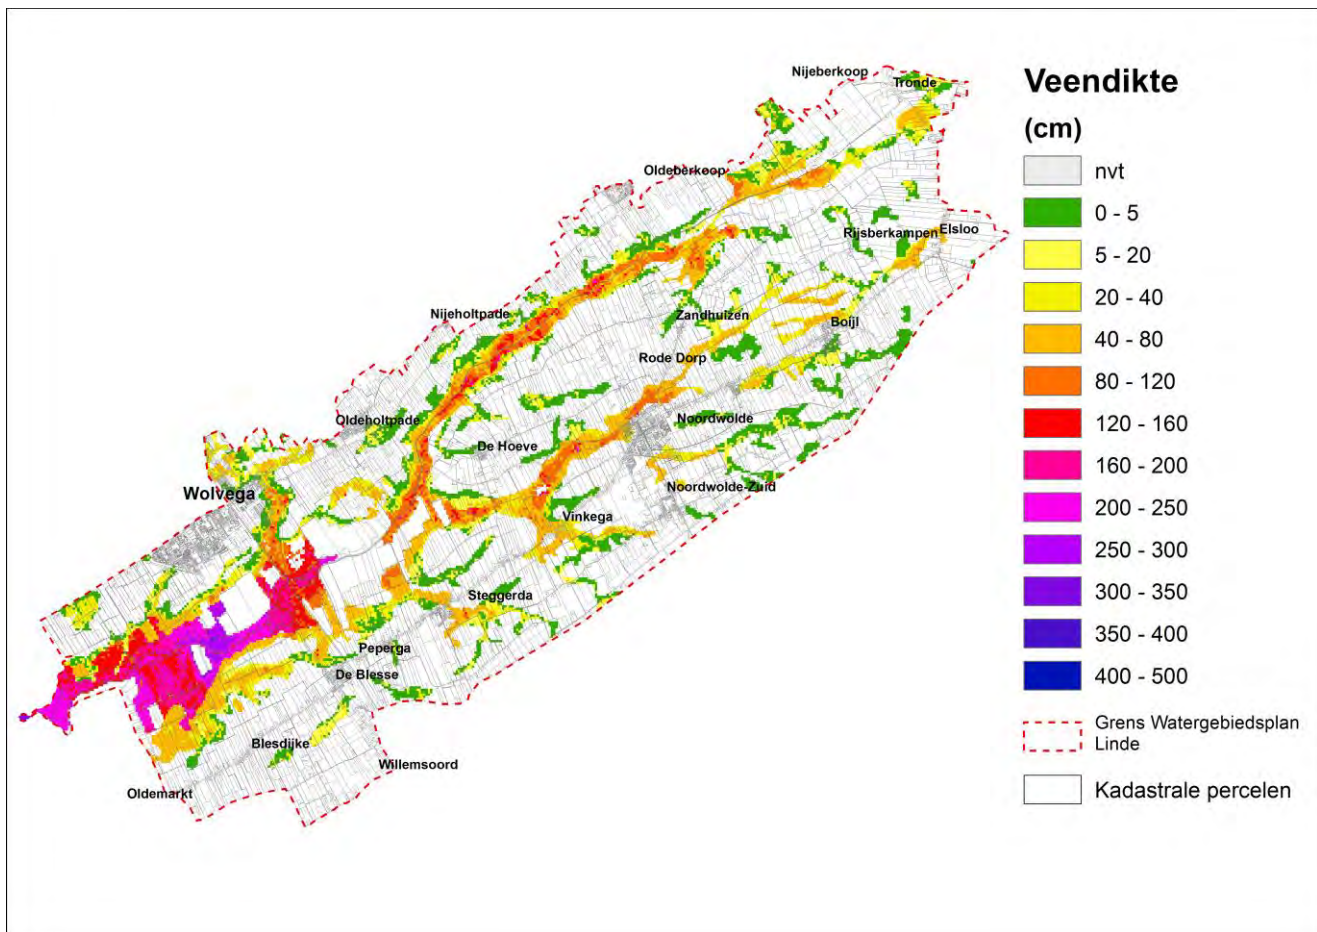 Nijeberkoop
Tronde
Oldeberkoop
Rijsberkampen
Elsloo
Nijeholtpade
Zandhuizen
Boijl
Rode Dorp
Oldeholtpade
Noordwolde
De Hoeve
Wolvega
Noordwolde-Zuid
Vinkega
Steggerda
Peperga
De Blesse
Blesdijke
Willemsoord
Oldemarkt
Veendikte
(cm)
nvt
0 - 5
5 - 20
20 - 40
40 - 80
80 - 120
120 - 160
160 - 200
200 - 250
250 - 300
300 - 350
350 - 400
400 - 500
Grens Watergebiedsplan
Linde
Kadastrale percelen